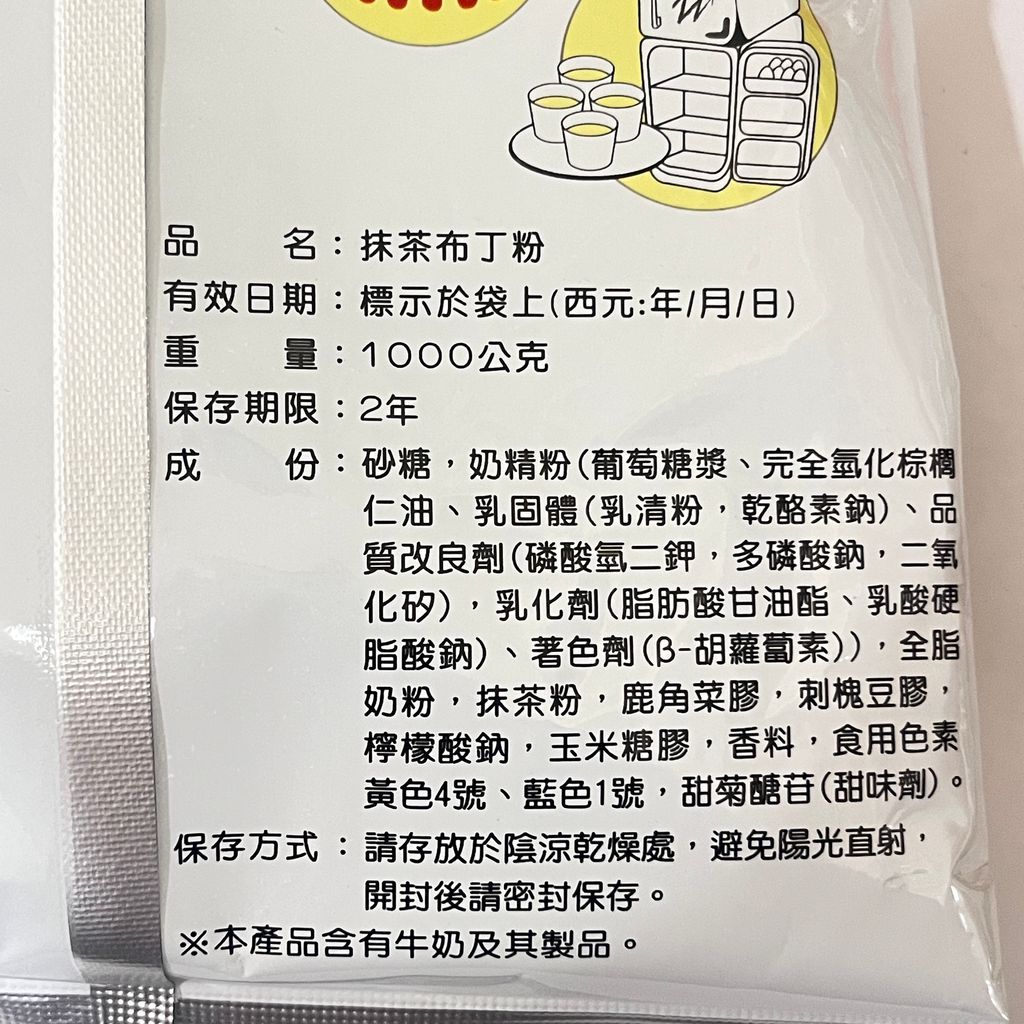 品名：抹茶布丁粉
有效日期：標示於袋上(西元:年/月/日)
重量：1000公克
保存期限：2年
成份：砂糖，奶精粉(葡萄糖漿、完全氫化棕櫚
仁油、乳固體(乳清粉，乾酪素鈉)、品
質改良劑(磷酸氫二鉀，多磷酸鈉，二氧
化矽)，乳化劑(脂肪酸甘油酯、乳酸硬
脂酸鈉)、著色劑(β-胡蘿蔔素))，全脂
奶粉，抹茶粉，鹿角菜膠，刺槐豆膠，
檸檬酸鈉，玉米糖膠，香料，食用色素
黃色4號、藍色1號，甜菊醣苷(甜味劑)。
保存方式：請存放於陰涼乾燥處，避免陽光直射，
開封後請密封保存。
※本產品含有牛奶及其製品。